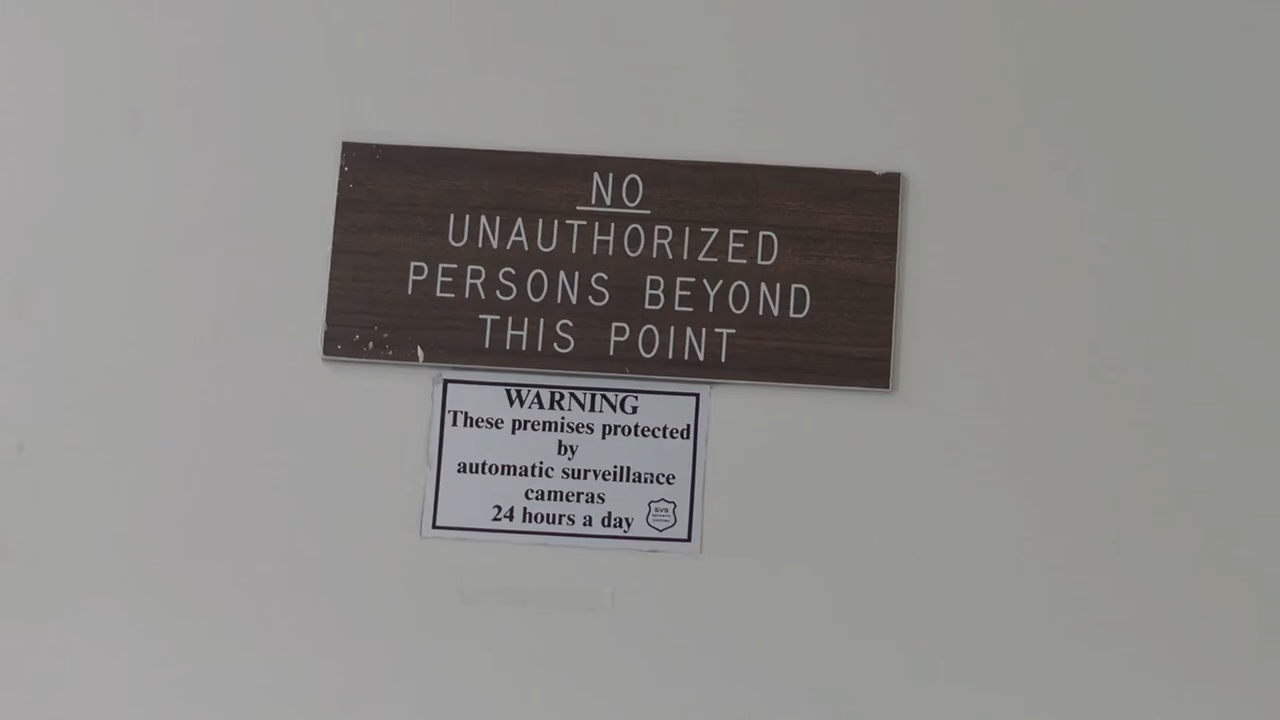 NO
UNAUTHORIZED
PERSONS BEYOND
THIS POINT
WARNING
These premises protected
by
automatic surveillance
cameras
24 hours a day
SVS